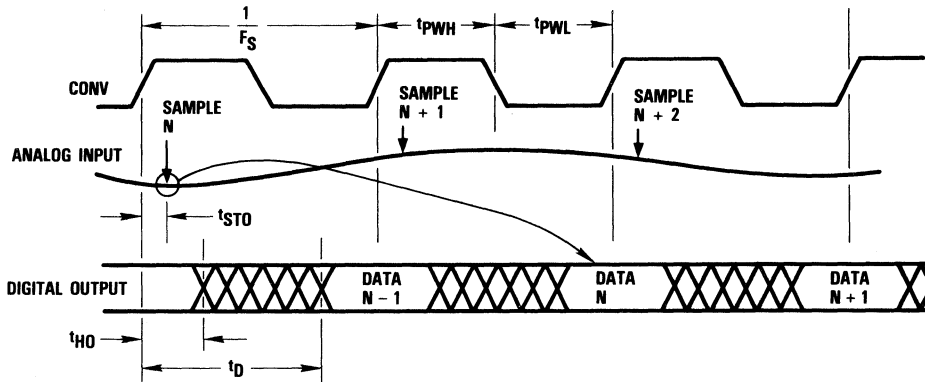 1
FS
tPWH
tPWL
CONV
SAMPLE
N
SAMPLE
N + 1
SAMPLE
N + 2
ANALOG INPUT
tSTO
DIGITAL OUTPUT
DATA
N - 1
DATA
N
DATA
N + 1
tHO
tD